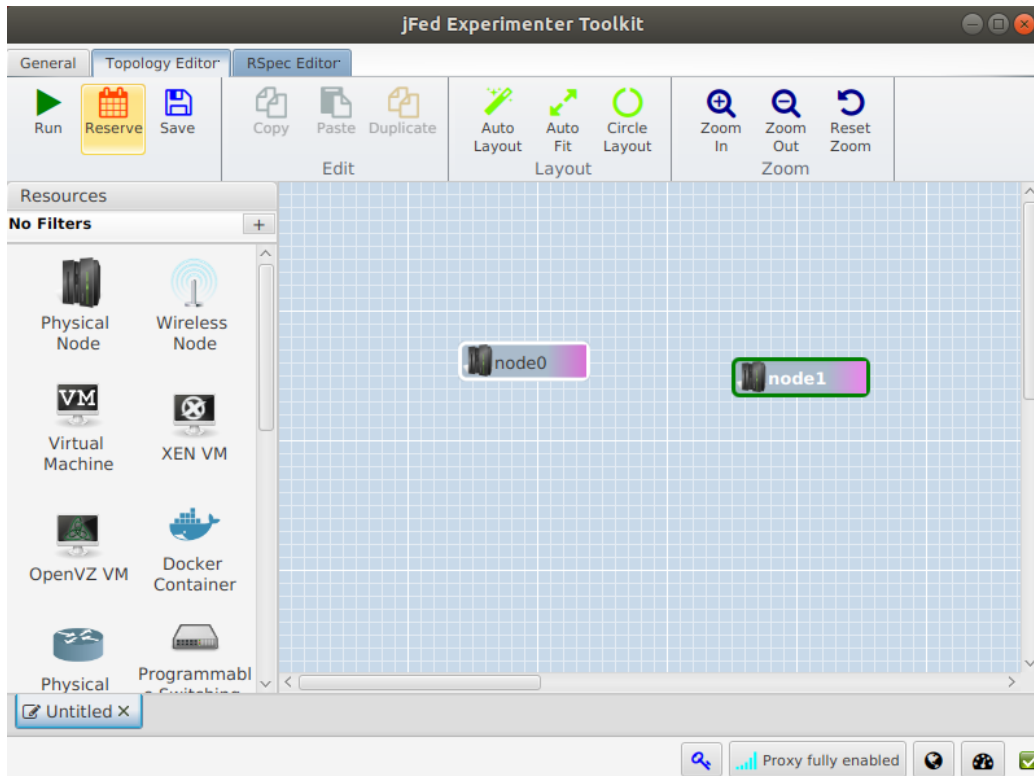 jFed Experimenter Toolkit
General
Topology Editor
RSpec Editor
Run
Reserve
Save
Copy
Paste
Duplicate
Edit
Auto
Layout
Auto
Fit
Circle
Layout
Layout
Zoom
In
Zoom
Out
Reset
Zoom
Zoom
Resources
No Filters
+
Physical
Node
Wireless
Node
VM
Virtual
Machine
XEN VM
OpenVZ VM
Docker
Container
Physical
Programmabl
node0
node1
Untitled
Proxy fully enabled